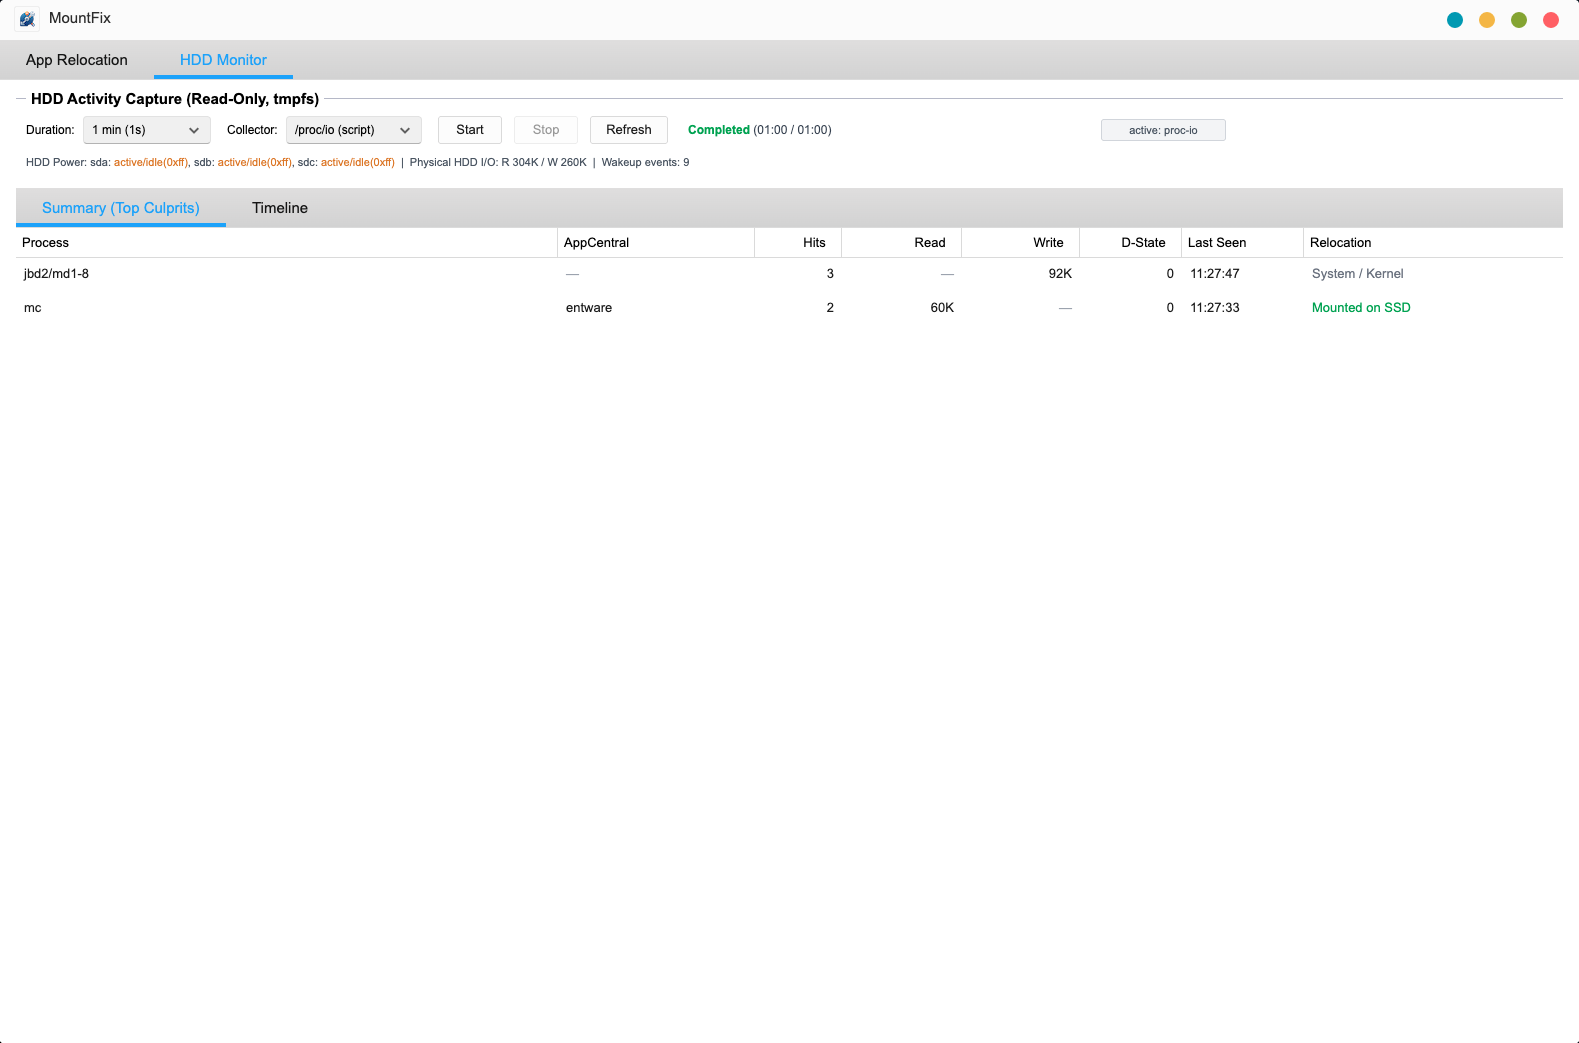 MountFix
App Relocation HDD Monitor
HDD Activity Capture (Read-Only, tmpfs)
Duration: 1 min (1s) Collector: /proc/io (script) Start Stop Refresh Completed (01:00 / 01:00) active: proc-io
HDD Power: sda: active/idle(0xff), sdb: active/idle(0xff), sdc: active/idle(0xff) | Physical HDD I/O: R 304K / W 260K | Wakeup events: 9
Summary (Top Culprits) Timeline
Process AppCentral Hits Read Write D-State Last Seen Relocation
jbd2/md1-8 — 3 — 92K 0 11:27:47 System / Kernel
mc entware 2 60K — 0 11:27:33 Mounted on SSD